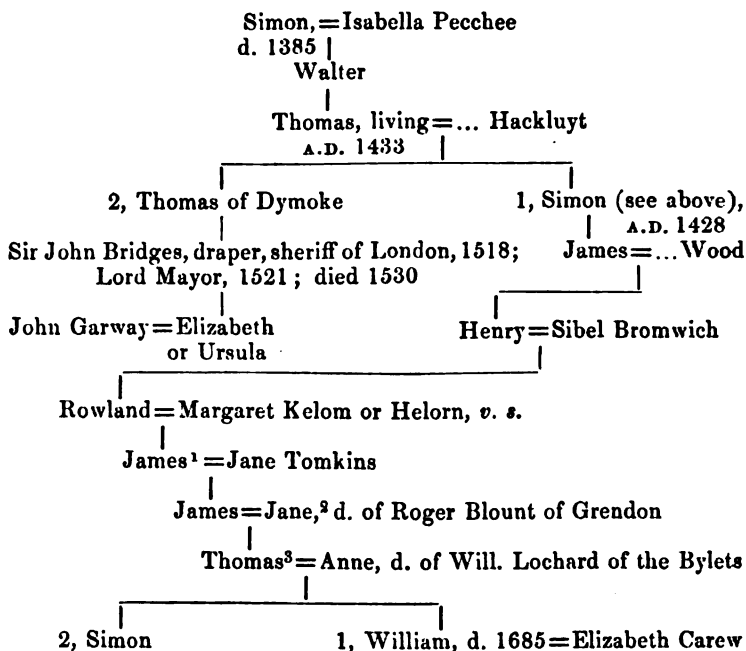 Simon,=Isabella Pecchee
d. 1385
Walter
Thomas, living=... Hackluyt
A.D. 1433
2, Thomas of Dymoke 1, Simon (see above),
A.D. 1428
Sir John Bridges, draper, sheriff of London, 1518; James=...Wood
Lord Mayor, 1521; died 1530
John Garway=Elizabeth Henry=Sibel Bromwich
or Ursula
Rowland=Margaret Kelom or Helorn, v. s.
James¹=Jane Tomkins
James=Jane,² d. of Roger Blount of Grendon
Thomas³=Anne, d. of Will. Lochard of the Bylets
2, Simon 1, William, d. 1685=Elizabeth Carew